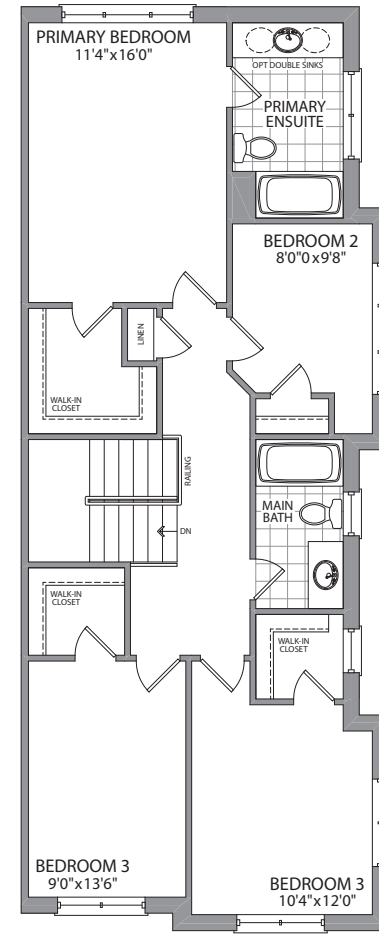 PRIMARY BEDROOM
11'4"x16'0"
OPT DOUBLE SINKS
PRIMARY
ENSUITE
BEDROOM 2
8'0"0x9'8"
LINEN
WALK-IN
CLOSET
RAILING
DN
MAIN
BATH
WALK-IN
CLOSET
WALK-IN
CLOSET
BEDROOM 3
9'0"x13'6"
BEDROOM 3
10'4"x12'0"